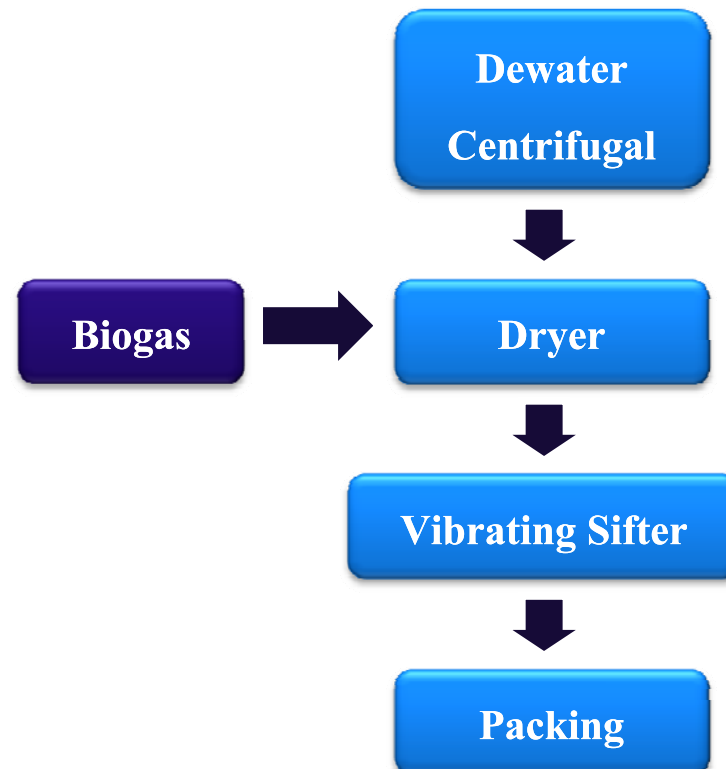 Dewater
Centrifugal
Biogas
Dryer
Vibrating Sifter
Packing